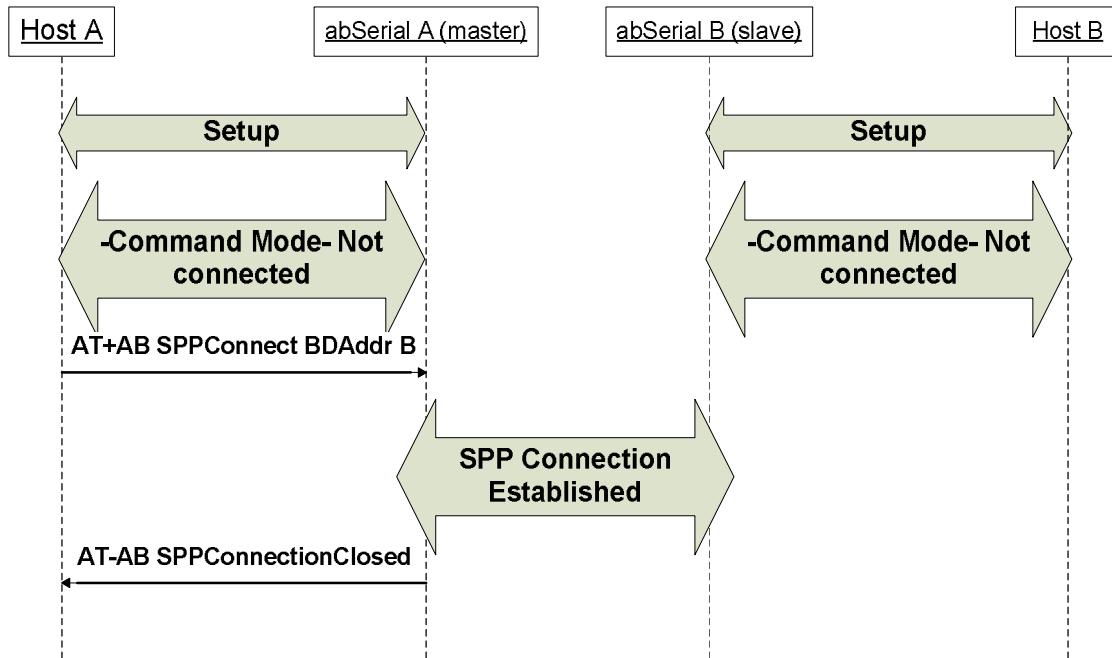 Host A
abSerial A (master)
abSerial B (slave)
Host B
Setup
Setup
-Command Mode- Not
connected
-Command Mode- Not
connected
AT+AB SPPConnect BDAddr B
SPP Connection
Established
AT-AB SPPConnectionClosed